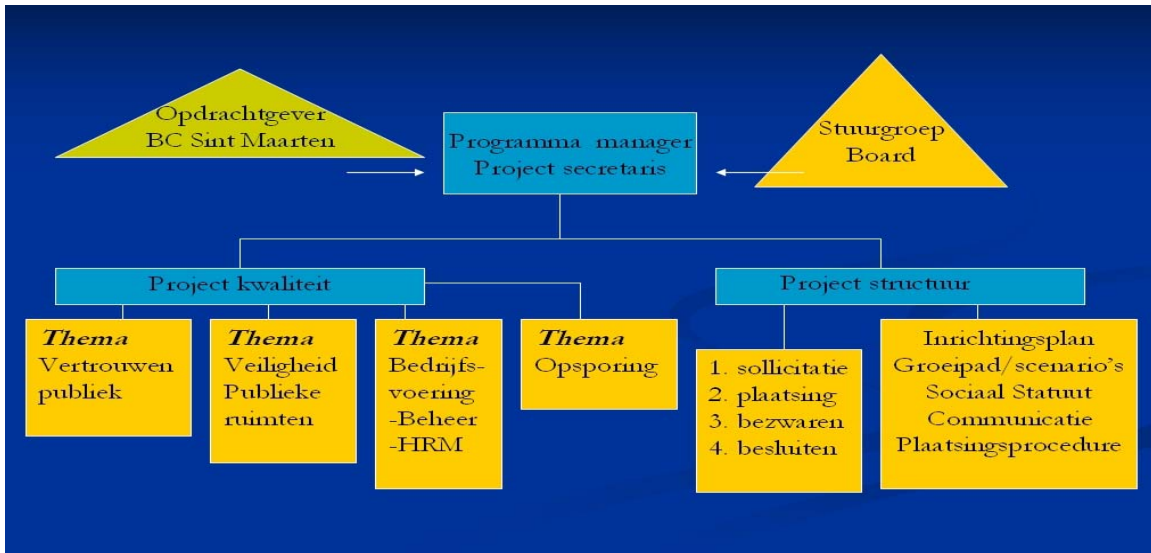 Opdrachtgever
BC Sint Maarten
Programma manager
Project secretaris
Stuurgroep
Board
Project kwaliteit
Project structuur
Thema
Vertrouwen
publiek
Thema
Veiligheid
Publieke
ruimten
Thema
Bedrijfs-
voering
-Beheer
-HRM
Thema
Opsporing
1. sollicitatie
2. plaatsing
3. bezwaren
4. besluiten
Inrichtingsplan
Groeipad/scenario's
Sociaal Statuut
Communicatie
Plaatsingsprocedure